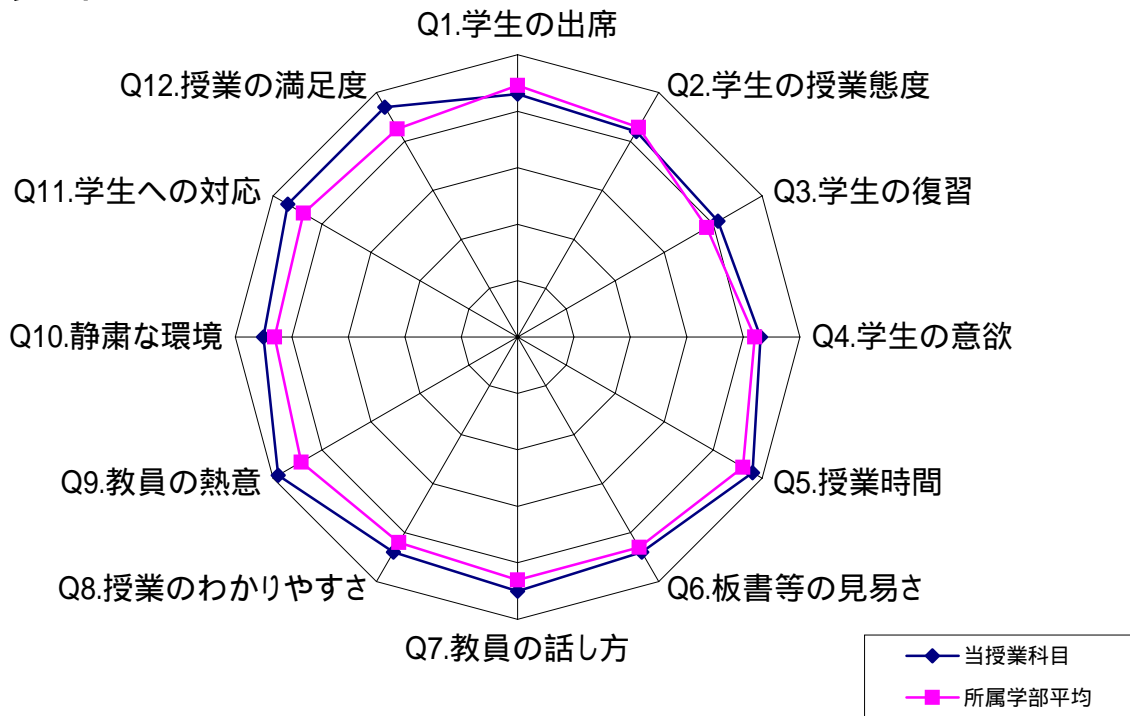 Q1.学生の出席
Q2.学生の授業態度
Q3.学生の復習
Q4.学生の意欲
Q5.授業時間
Q6.板書等の見易さ
Q7.教員の話し方
Q8.授業のわかりやすさ
Q9.教員の熱意
Q10.静粛な環境
Q11.学生への対応
Q12.授業の満足度
当授業科目
所属学部平均